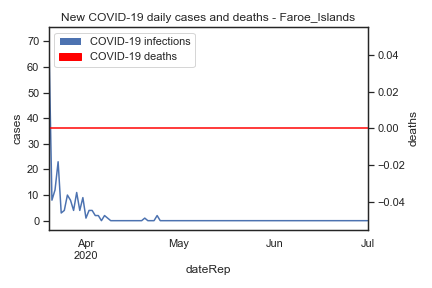 New COVID-19 daily cases and deaths - Faroe_Islands
COVID-19 infections
COVID-19 deaths
cases
70
60
50
40
30
20
10
0
deaths
0.04
0.02
0.00
−0.02
−0.04
Apr
2020
May
Jun
Jul
dateRep